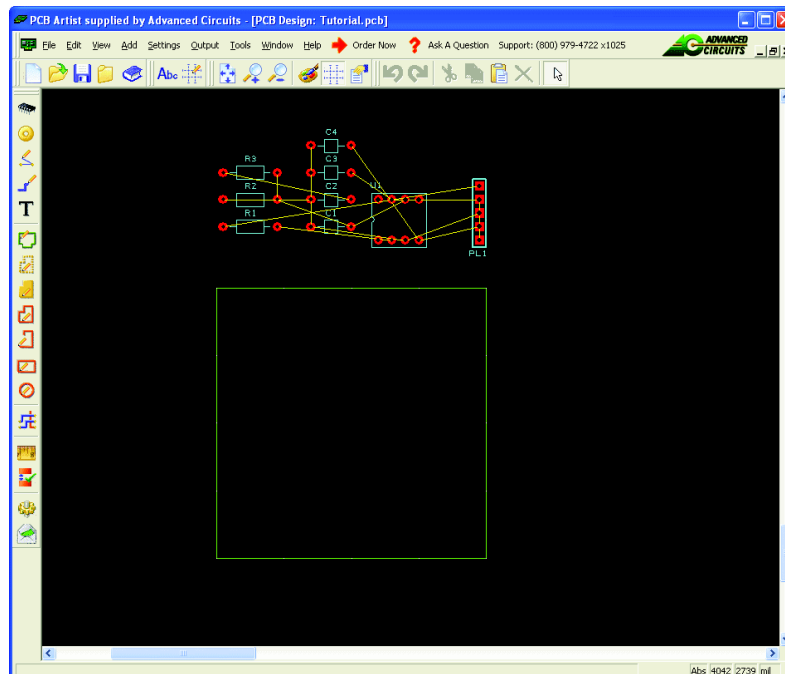 PCB Artist supplied by Advanced Circuits - [PCB Design: Tutorial.pcb]
File Edit View Add Settings Output Tools Window Help Order Now ? Ask A Question Support: (800) 979-4722 x1025
ADVANCED
CIRCUITS
Abc
T
C4
R3
C3
R2
C2
U1
R1
C1
PL1
Abs 4042 2739 mil